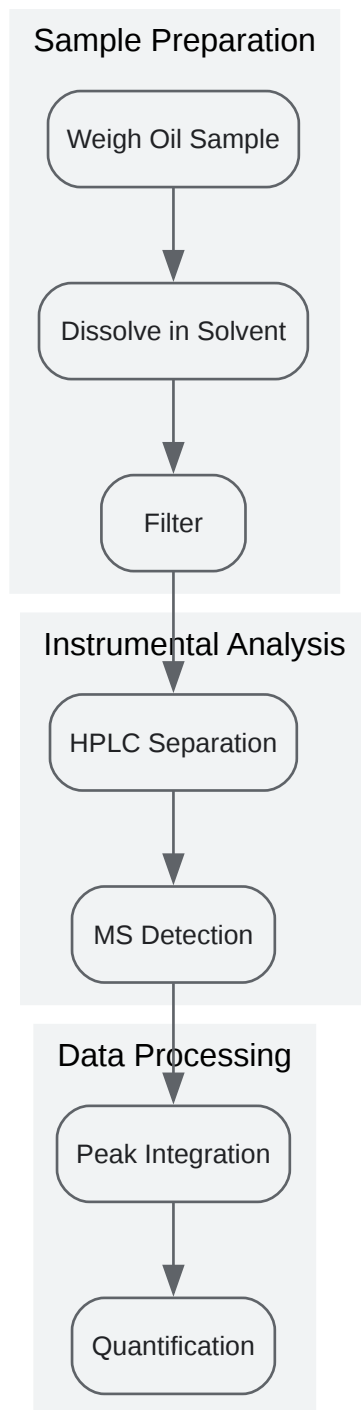 Sample Preparation
Weigh Oil Sample
Dissolve in Solvent
Filter
Instrumental Analysis
HPLC Separation
MS Detection
Data Processing
Peak Integration
Quantification